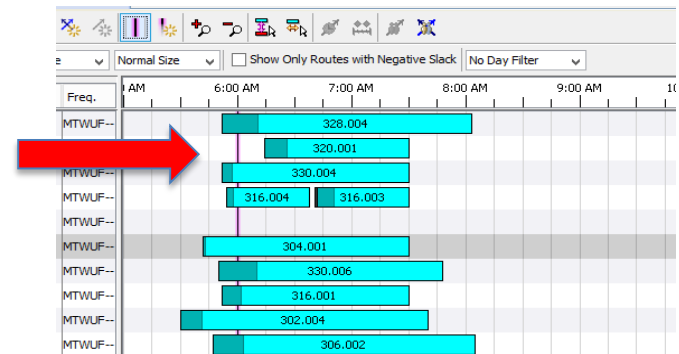 e Normal Size Show Only Routes with Negative Slack No Day Filter
Freq. AM 6:00 AM 7:00 AM 8:00 AM 9:00 AM 10
MTWUF-- 328.004
320.001
MTWUF-- 330.004
MTWUF-- 316.004 316.003
MTWUF--
MTWUF-- 304.001
MTWUF-- 330.006
MTWUF-- 316.001
MTWUF-- 302.004
MTWUF-- 306.002